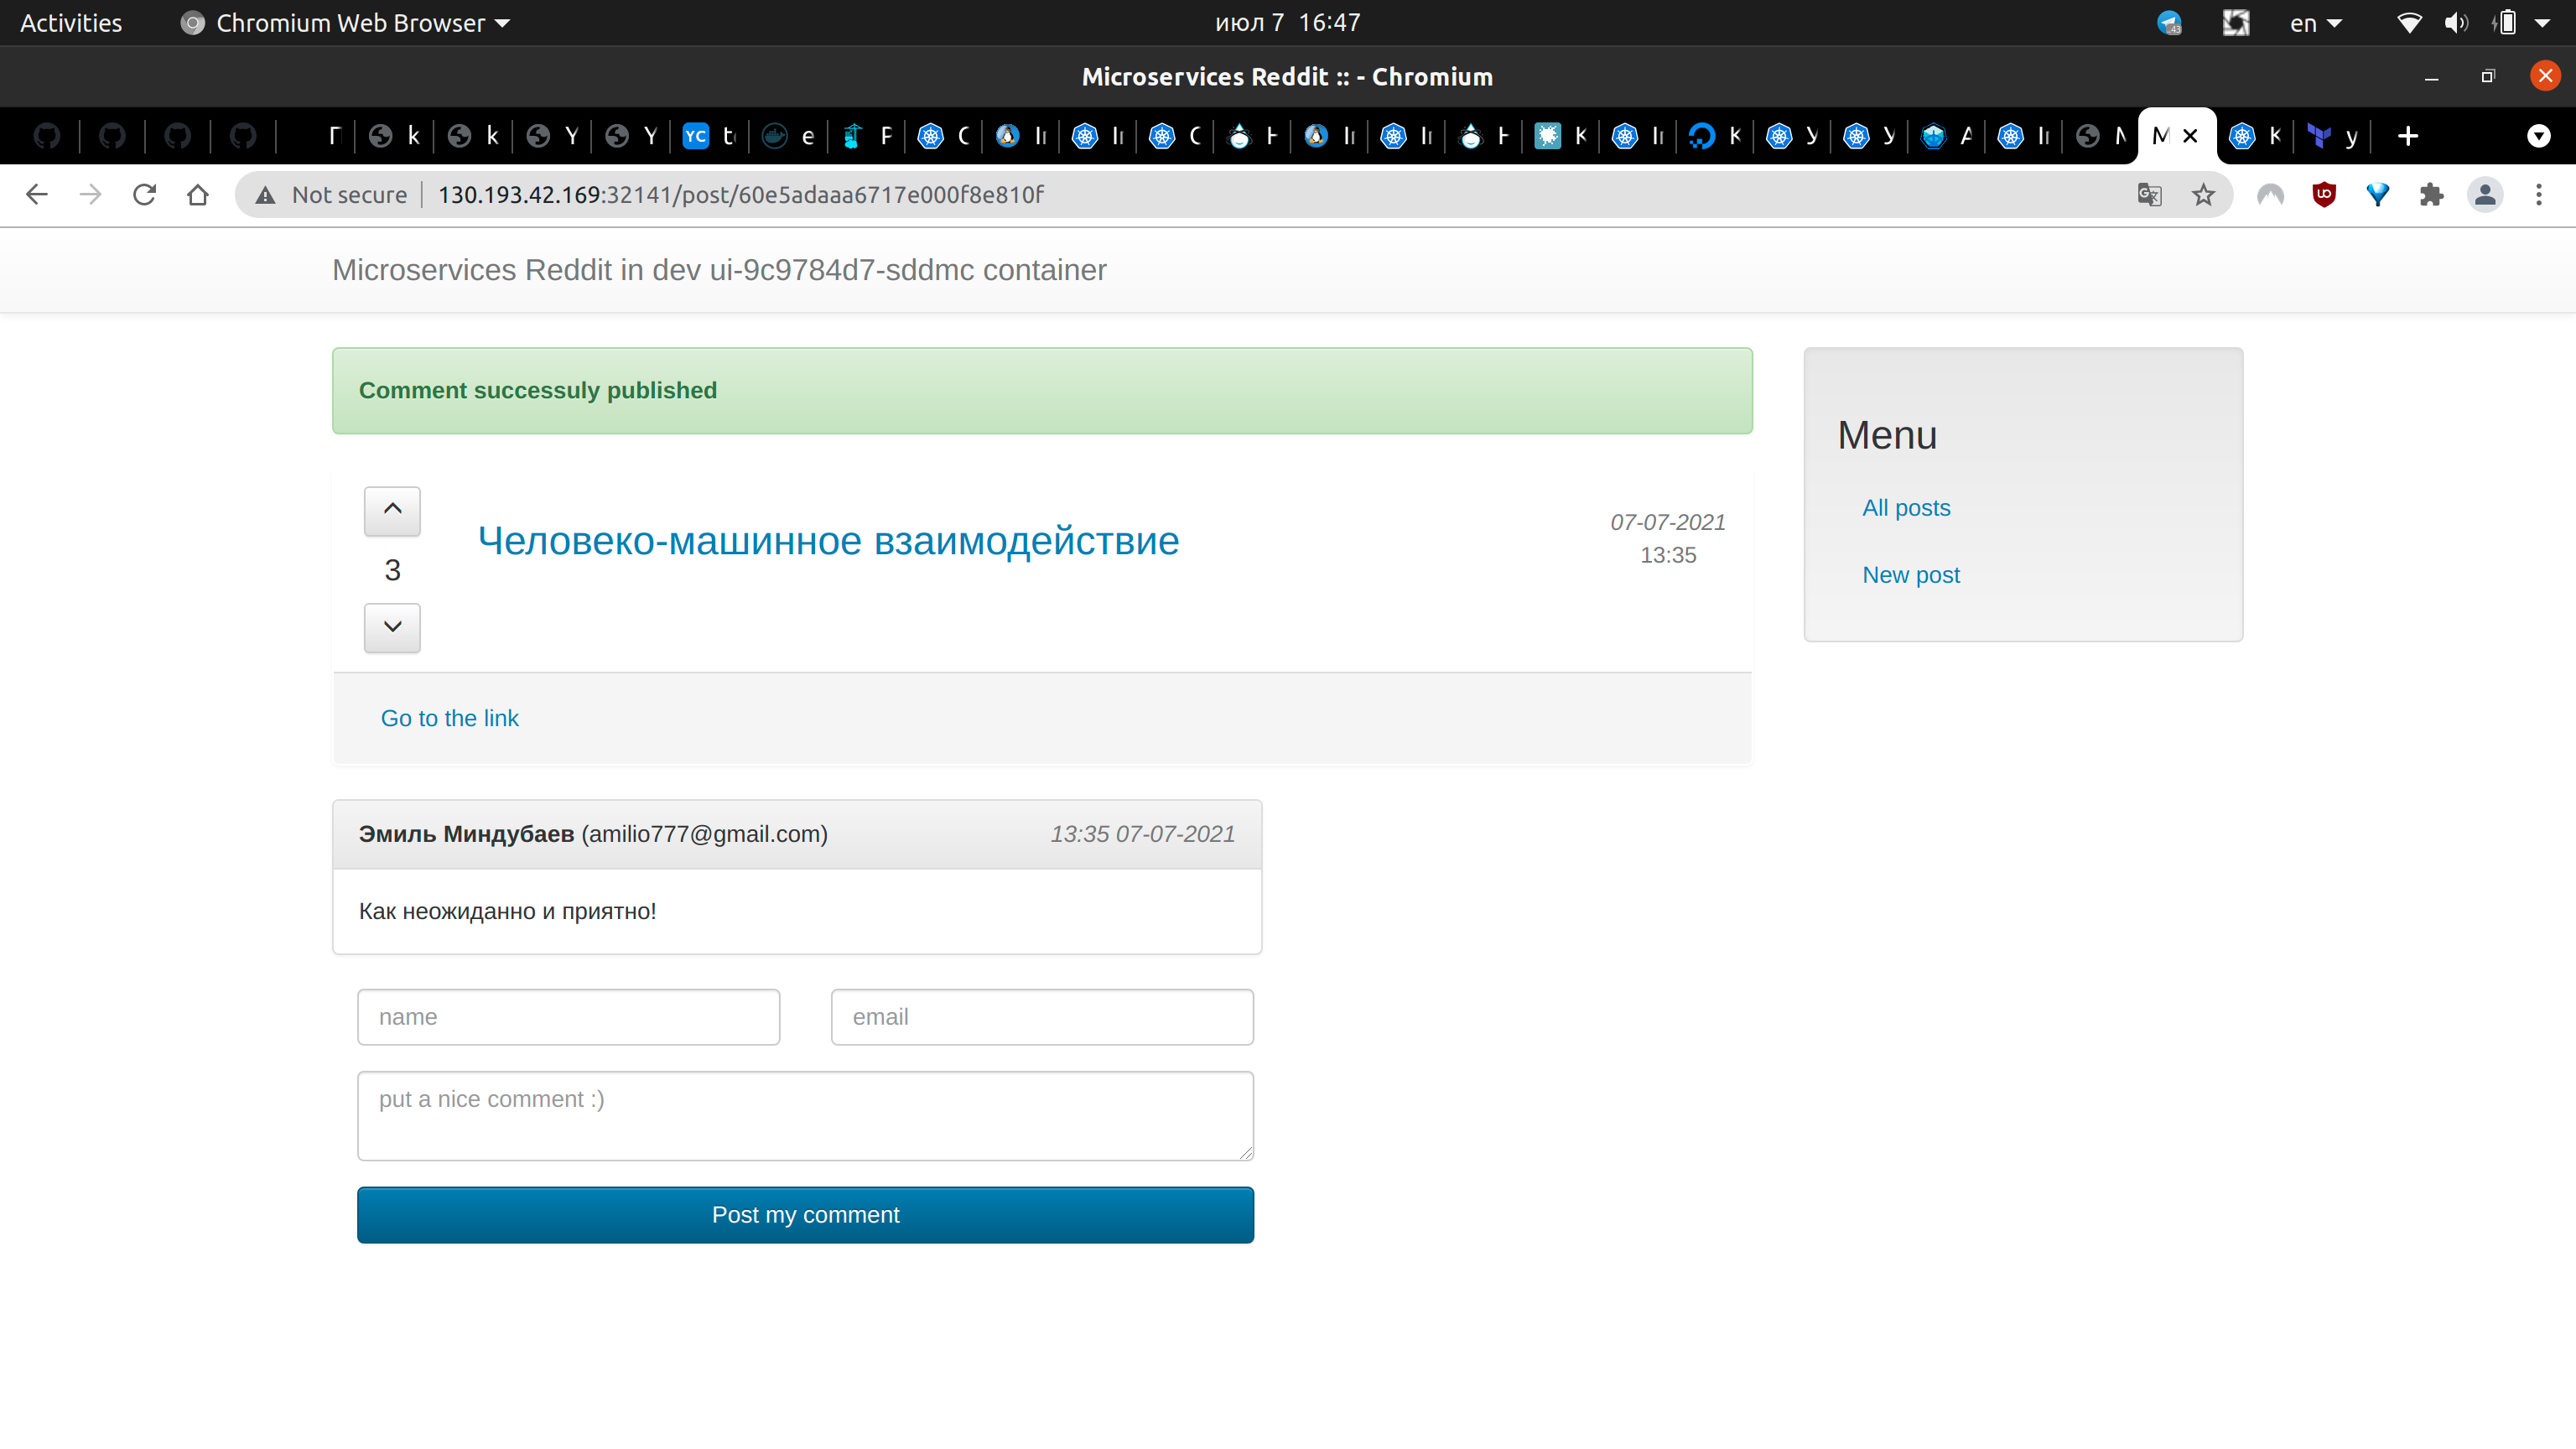 Activities
Chromium Web Browser
июл 7 16:47
en
Microservices Reddit :: - Chromium
Not secure
130.193.42.169:32141/post/60e5adaaa6717e000f8e810f
Microservices Reddit in dev ui-9c9784d7-sddmc container
Comment successuly published
Menu
All posts
New post
Человеко-машинное взаимодействие
07-07-2021
13:35
3
Go to the link
Эмиль Миндубаев (amilio777@gmail.com)
13:35 07-07-2021
Как неожиданно и приятно!
name
email
put a nice comment :)
Post my comment